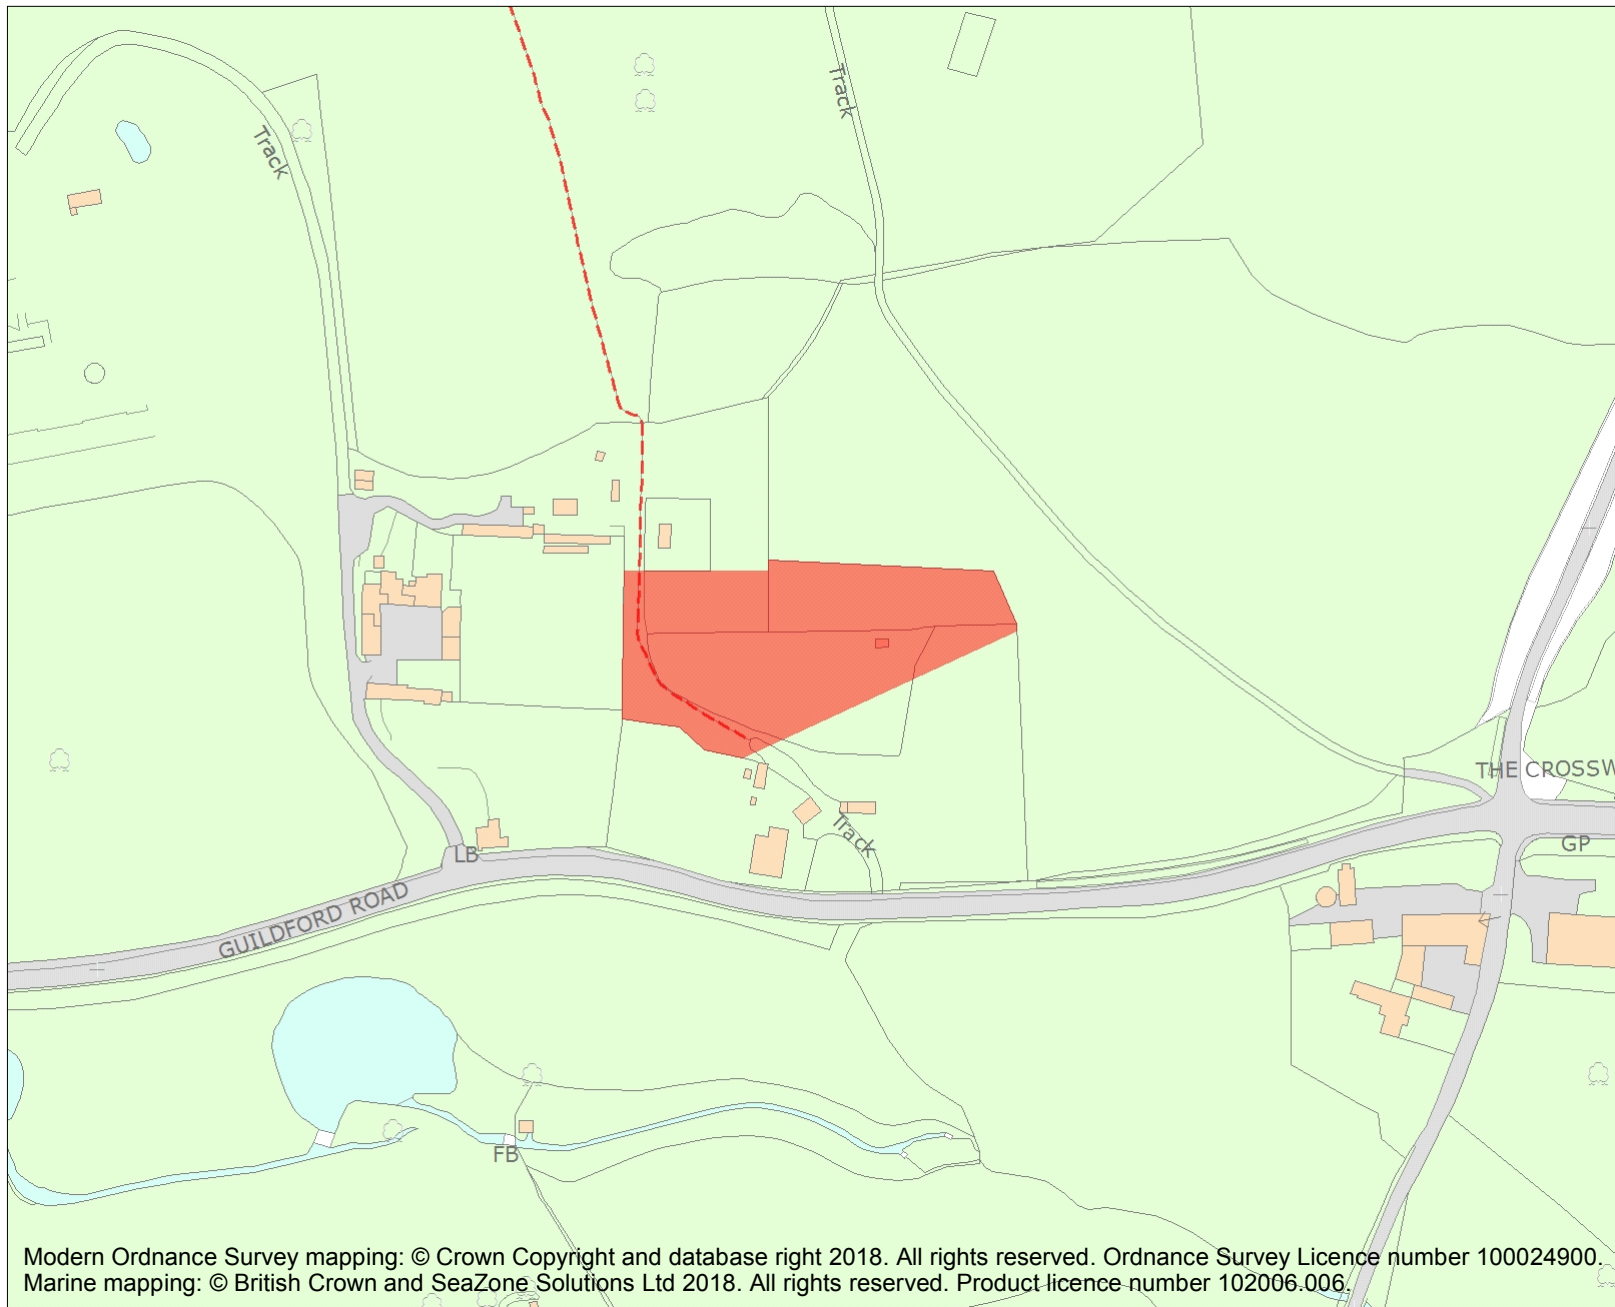 Track
Track
THE CROSSW
Track
LB
GP
GUILDFORD ROAD
FB
Modern Ordnance Survey mapping: © Crown Copyright and database right 2018. All rights reserved. Ordnance Survey Licence number 100024900.
Marine mapping: © British Crown and SeaZone Solutions Ltd 2018. All rights reserved. Product licence number 102006.006.